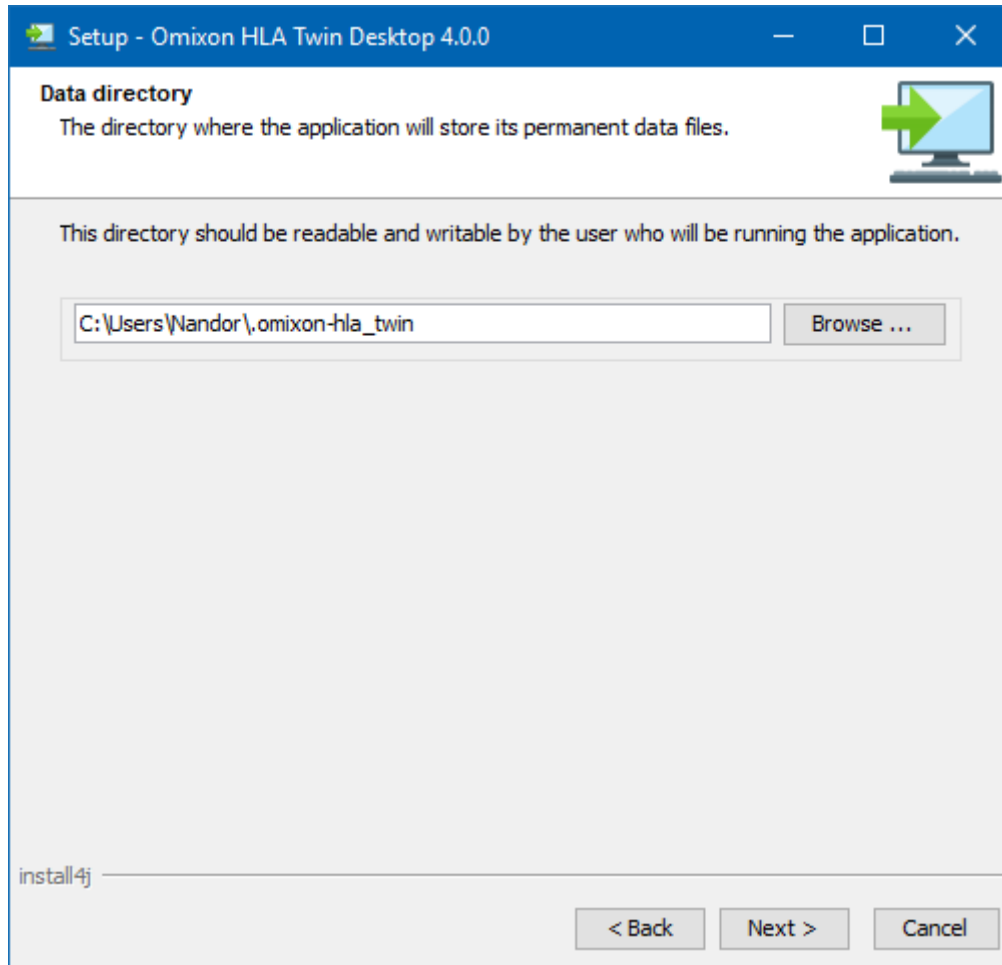 Setup - Omixon HLA Twin Desktop 4.0.0
Data directory
The directory where the application will store its permanent data files.
This directory should be readable and writable by the user who will be running the application.
C:\Users\Nandor\.omixon-hla_twin
Browse ...
install4j
< Back
Next >
Cancel